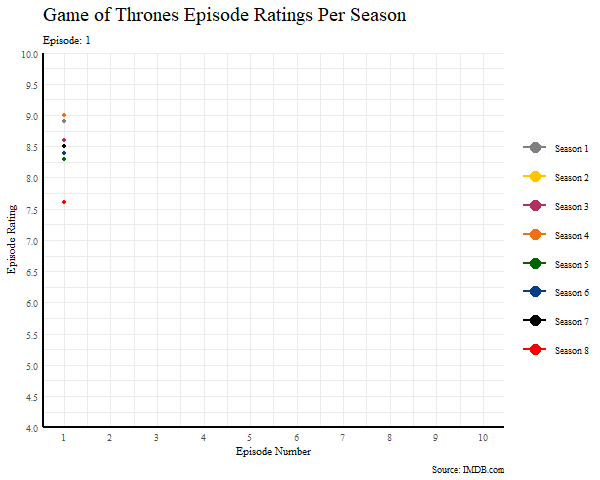 Game of Thrones Episode Ratings Per Season
Episode: 1
10.0
9.5
9.0
8.5
8.0
7.5
7.0
6.5
6.0
5.5
5.0
4.5
4.0
Episode Rating
1 2 3 4 5 6 7 8 9 10
Episode Number
Season 1
Season 2
Season 3
Season 4
Season 5
Season 6
Season 7
Season 8
Source: IMDB.com